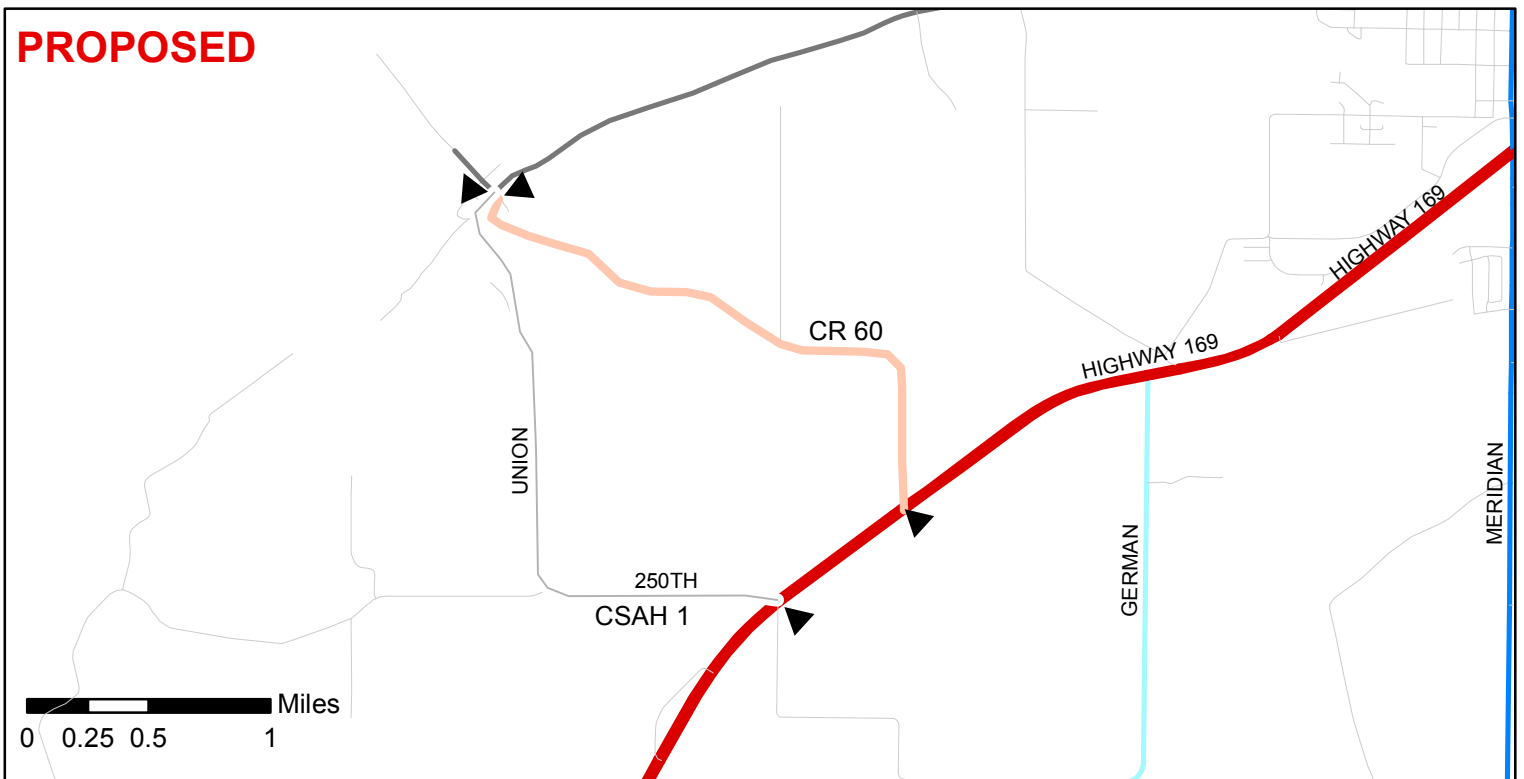 PROPOSED
HIGHWAY 169
CR 60
HIGHWAY 169
UNION
MERIDIAN
GERMAN
250TH
CSAH 1
Miles
0 0.25 0.5 1